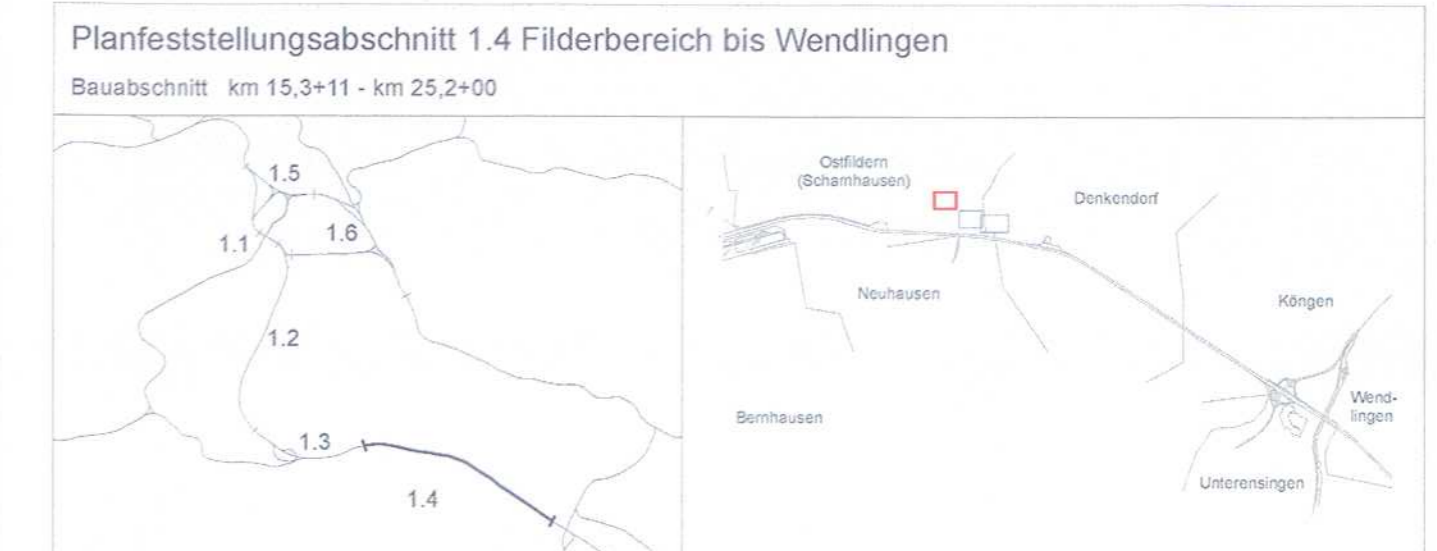 Planfeststellungsabschnitt 1.4 Filderbereich bis Wendlingen
Bauabschnitt km 15,3+11 - km 25,2+00
1.5
1.1
1.6
1.2
1.3
1.4
Ostfildern
(Scharnhausen)
Denkendorf
Neuhausen
Köngen
Bernhausen
Wend-
lingen
Unterensingen